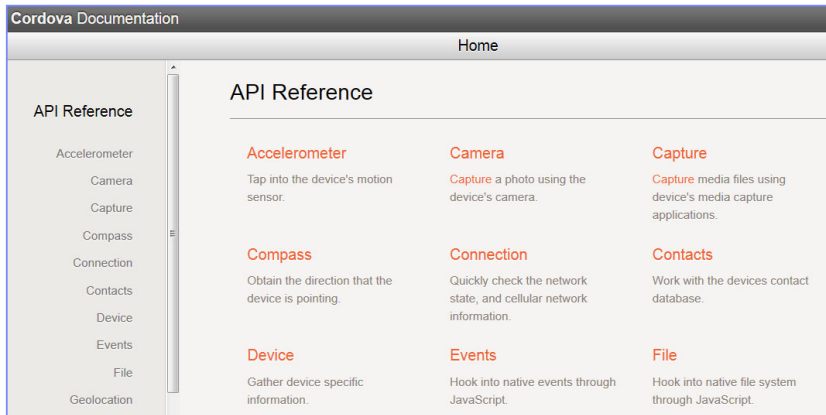 Cordova Documentation
Home
API Reference
Accelerometer
Camera
Capture
Compass
Connection
Contacts
Device
Events
File
Geolocation
API Reference
Accelerometer
Tap into the device's motion
sensor.
Camera
Capture a photo using the
device's camera.
Capture
Capture media files using
device's media capture
applications.
Compass
Obtain the direction that the
device is pointing.
Connection
Quickly check the network
state, and cellular network
information.
Contacts
Work with the devices contact
database.
Device
Gather device specific
information.
Events
Hook into native events through
JavaScript.
File
Hook into native file system
through JavaScript.